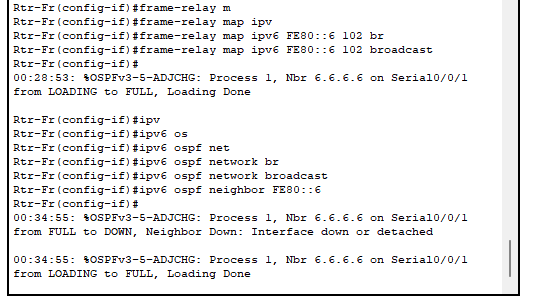 Rtr-Fr(config-if)#frame-relay m
Rtr-Fr(config-if)#frame-relay map ipv
Rtr-Fr(config-if)#frame-relay map ipv6 FE80::6 102 br
Rtr-Fr(config-if)#frame-relay map ipv6 FE80::6 102 broadcast
Rtr-Fr(config-if)#
00:28:53: %OSPFv3-5-ADJCHG: Process 1, Nbr 6.6.6.6 on Serial0/0/1
from LOADING to FULL, Loading Done
Rtr-Fr(config-if)#ipv
Rtr-Fr(config-if)#ipv6 os
Rtr-Fr(config-if)#ipv6 ospf net
Rtr-Fr(config-if)#ipv6 ospf network br
Rtr-Fr(config-if)#ipv6 ospf network broadcast
Rtr-Fr(config-if)#ipv6 ospf neighbor FE80::6
Rtr-Fr(config-if)#
00:34:55: %OSPFv3-5-ADJCHG: Process 1, Nbr 6.6.6.6 on Serial0/0/1
from FULL to DOWN, Neighbor Down: Interface down or detached
00:34:55: %OSPFv3-5-ADJCHG: Process 1, Nbr 6.6.6.6 on Serial0/0/1
from LOADING to FULL, Loading Done